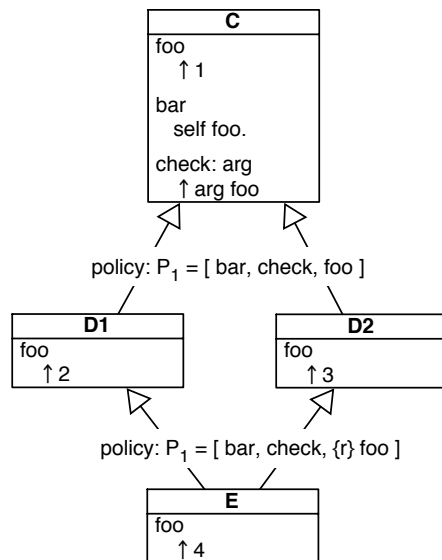 C
foo
↑ 1
bar
self foo.
check: arg
↑ arg foo
policy: P₁ = [ bar, check, foo ]
D1
foo
↑ 2
D2
foo
↑ 3
policy: P₁ = [ bar, check, {r} foo ]
E
foo
↑ 4